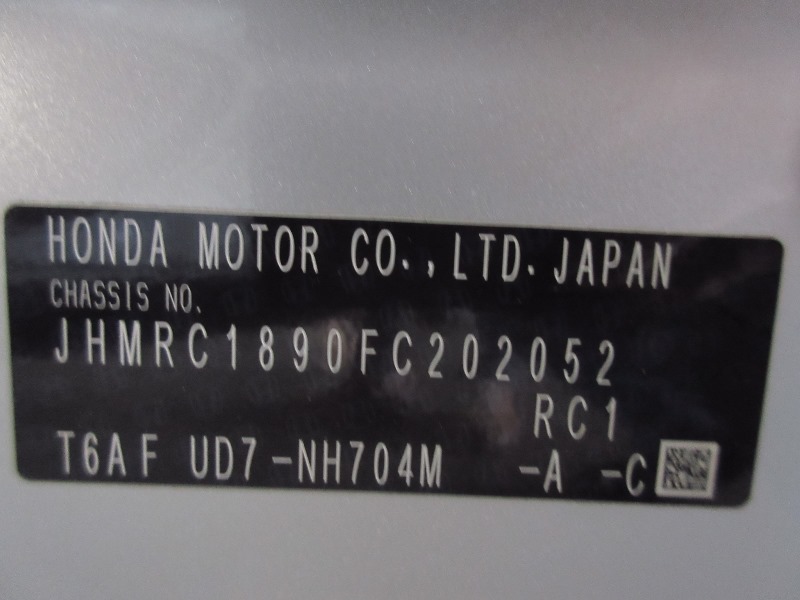 HONDA MOTOR CO.,LTD. JAPAN
CHASSIS NO.
JHMRC1890FC202052
RC1
T6AF UD7-NH704M -A -C